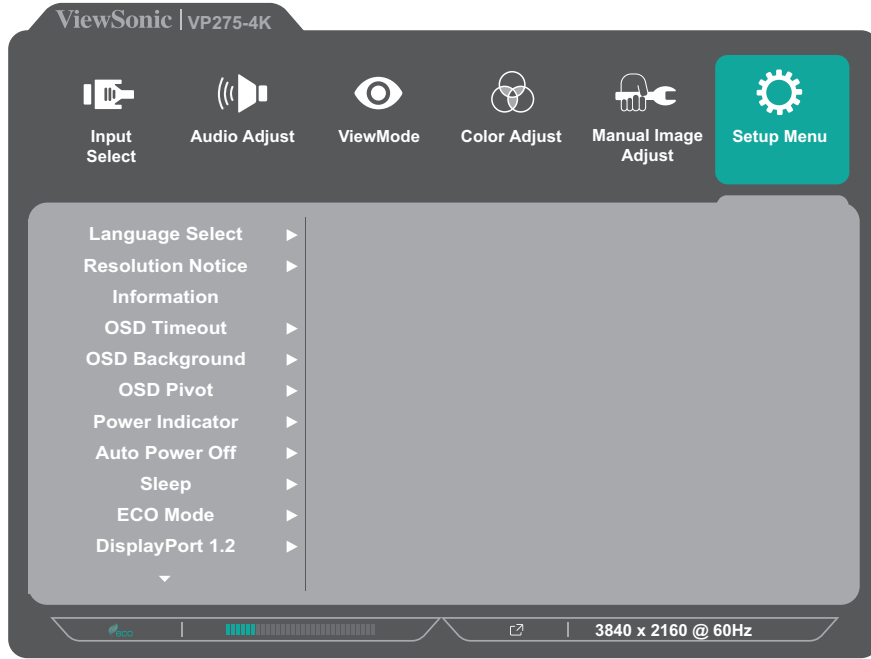 ViewSonic | VP275-4K
Input
Select
Audio Adjust
ViewMode
Color Adjust
Manual Image
Adjust
Setup Menu
Language Select
Resolution Notice
Information
OSD Timeout
OSD Background
OSD Pivot
Power Indicator
Auto Power Off
Sleep
ECO Mode
DisplayPort 1.2
eco
3840 x 2160 @ 60Hz